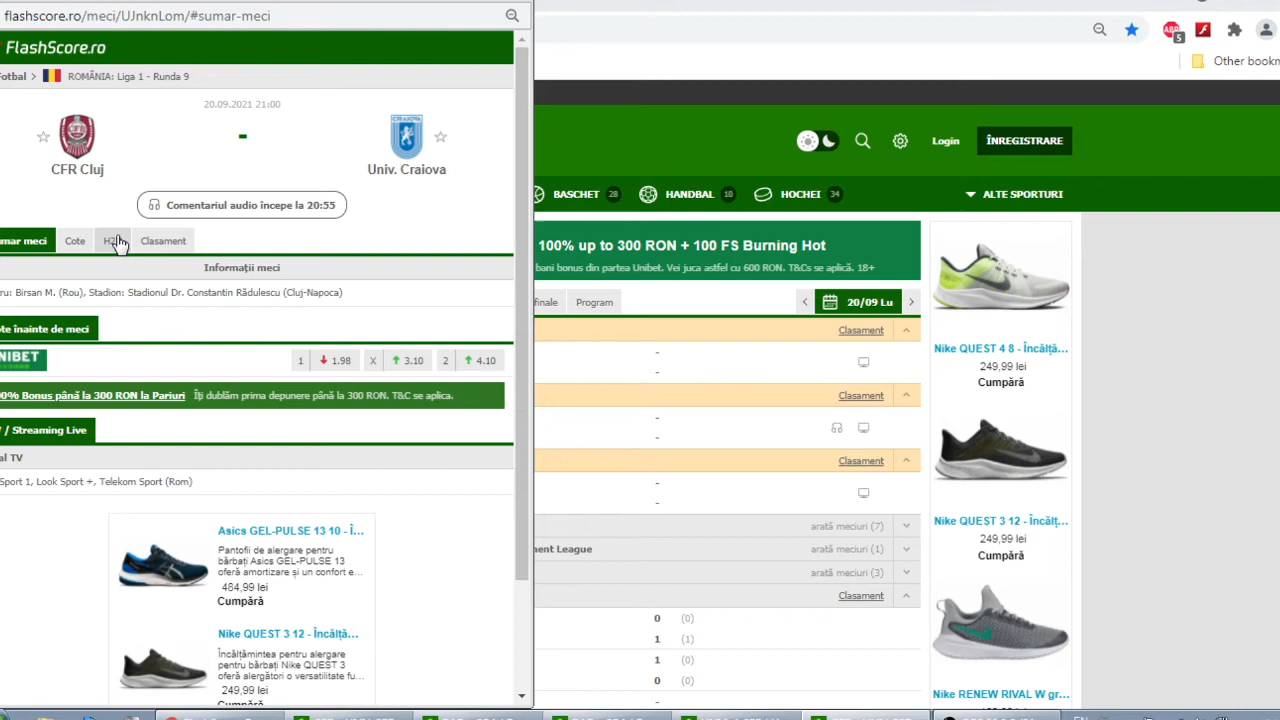 flashscore.ro/meci/UJnknLom/#sumar-meci
FlashScore.ro
Fotbal > ROMÂNIA: Liga 1 - Runda 9
20.09.2021 21:00
-
CFR Cluj
Univ. Craiova
Comentariul audio începe la 20:55
mar meci Cote Clasament
Informații meci
ru: Birsan M. (Rou), Stadion: Stadionul Dr. Constantin Rădulescu (Cluj-Napoca)
te înainte de meci
NIBET 1 1.98 X 3.10 2 4.10
0% Bonus până la 300 RON la Pariuri Îți dublăm prima depunere până la 300 RON. T&C se aplica.
/ Streaming Live
al TV
Sport 1, Look Sport +, Telekom Sport (Rom)
Asics GEL-PULSE 13 10 - Î...
Pantofi de alergare pentru
bărbați Asics GEL-PULSE 13
oferă amortizare și un confort e...
484,99 lei
Cumpără
Nike QUEST 3 12 - Încălță...
Încălțămintea pentru alergare
pentru bărbați Nike QUEST 3
oferă alergători o versatilitate fu...
249,99 lei
ABP 5
Other bookm
Login ÎNREGISTRARE
BASCHET 28 HANDBAL 10 HOCHEI 34 ALTE SPORTURI
100% up to 300 RON + 100 FS Burning Hot
bani bonus din partea Unibet. Vei juca astfel cu 600 RON. T&Cs se aplică. 18+
finale Program 20/09 Lu
Clasament
-
-
Clasament
-
-
Clasament
-
-
arată meciuri (7)
ment League arată meciuri (1)
arată meciuri (3)
Clasament
0 (0)
1 (1)
1 (0)
0 (0)
-
Nike QUEST 4 8 - Încălță...
249,99 lei
Cumpără
Nike QUEST 3 12 - Încălț...
249,99 lei
Cumpără
Nike RENEW RIVAL W gr...